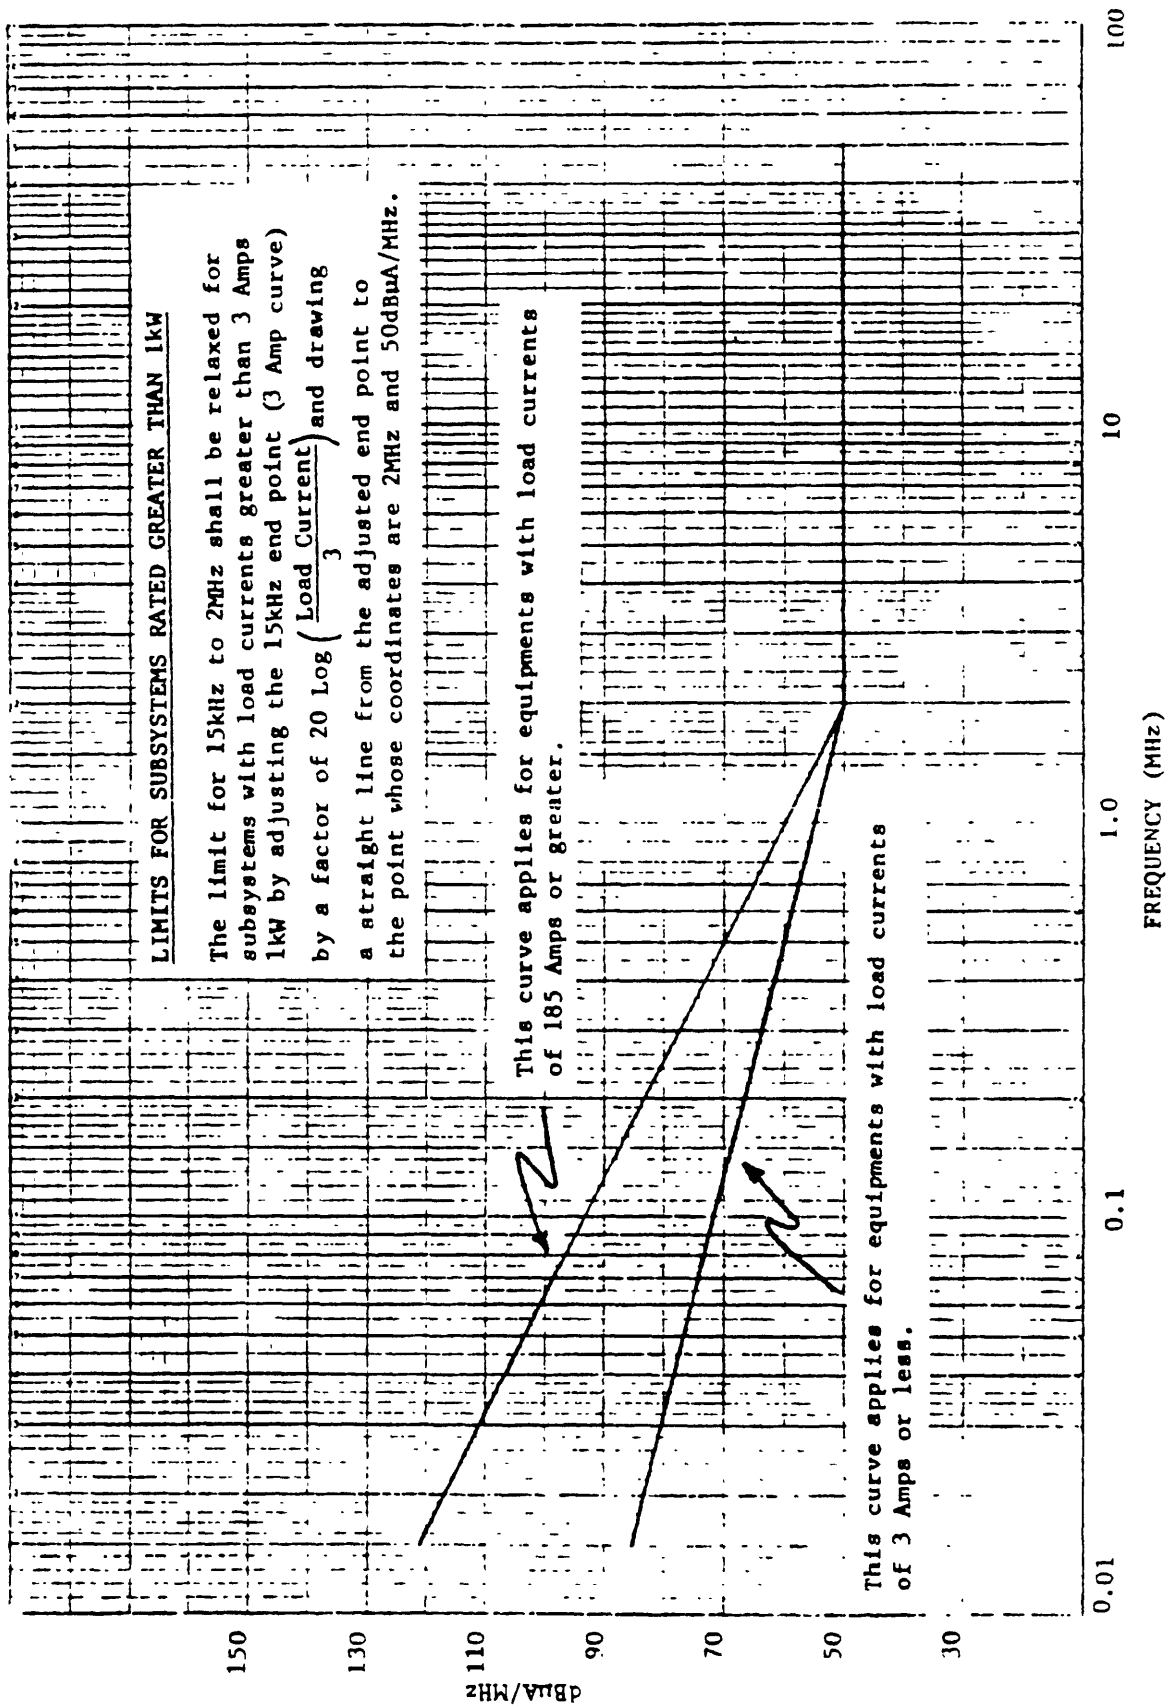 LIMITS FOR SUBSYSTEMS RATED GREATER THAN 1kW
The limit for 15kHz to 2MHz shall be relaxed for
subsystems with load currents greater than 3 Amps
1kW by adjusting the 15kHz end point (3 Amp curve)
by a factor of 20 Log (Load Current / 3) and drawing
a straight line from the adjusted end point to
the point whose coordinates are 2MHz and 50dBµA/MHz.
This curve applies for equipments with load currents
of 185 Amps or greater.
This curve applies for equipments with load currents
of 3 Amps or less.
dBµA/MHz
150
110
130
90
70
50
30
0.01
0.1
1.0
10
100
FREQUENCY (MHz)